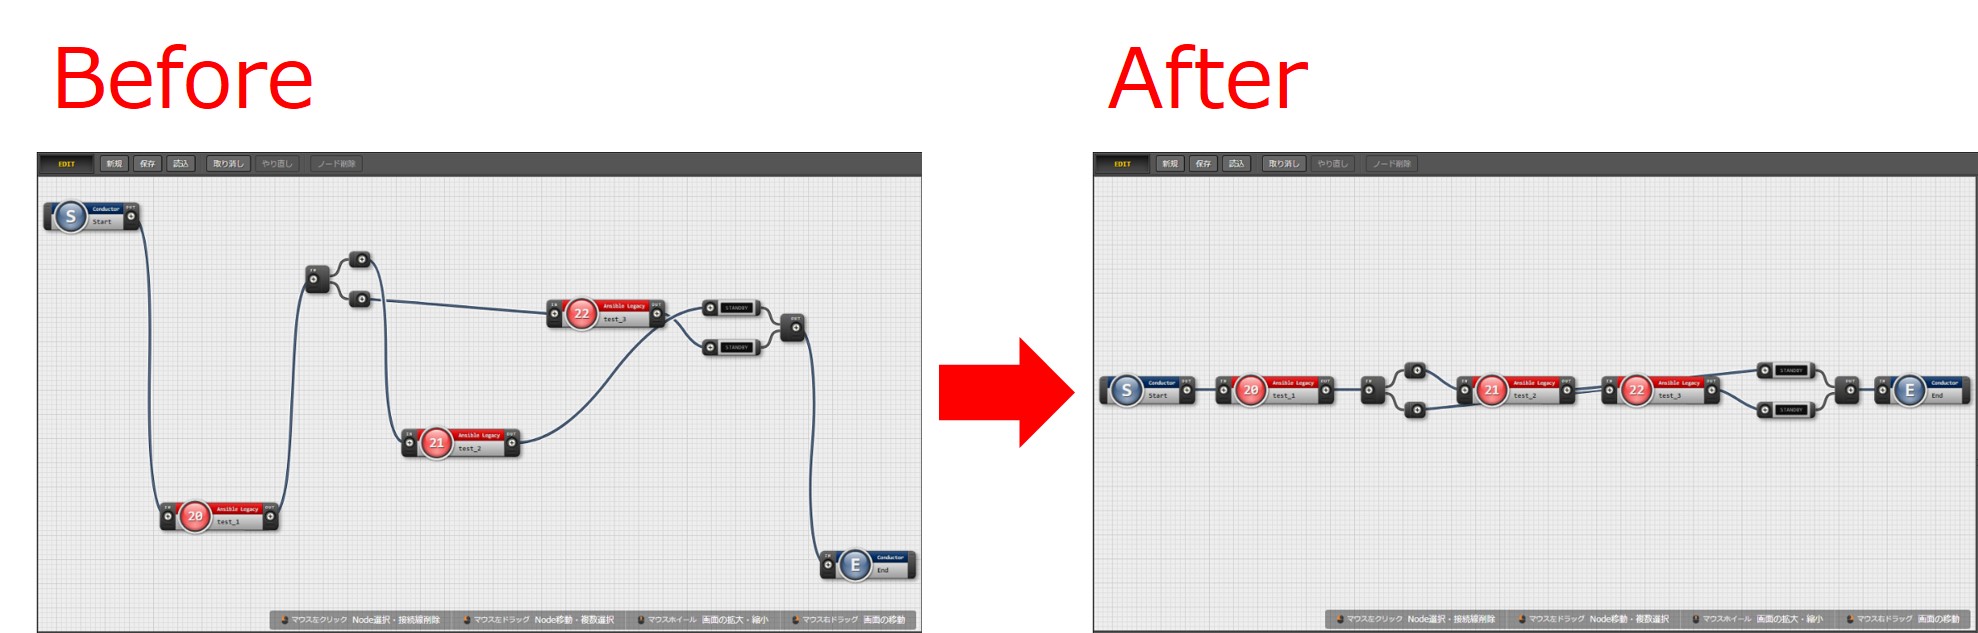 Before
After
EDIT 新規 保存 読込 取り消し やり直し ノード削除
S Conductor OUT
Start
IN
IN 22 Ansible Legacy OUT
test_3
STANDBY
STANDBY
OUT
IN 21 Ansible Legacy OUT
test_2
IN 20 Ansible Legacy OUT
test_1
IN E Conductor
End
マウス左クリック Node選択・接続線削除 マウス左ドラッグ Node移動・複数選択 マウスホイール 画面の拡大・縮小 マウス右ドラッグ 画面の移動
EDIT 新規 保存 読込 取り消し やり直し ノード削除
S Conductor OUT
Start
IN 20 Ansible Legacy OUT
test_1
IN
IN 21 Ansible Legacy OUT
test_2
IN 22 Ansible Legacy OUT
test_3
STANDBY
STANDBY
OUT
IN E Conductor
End
マウス左クリック Node選択・接続線削除 マウス左ドラッグ Node移動・複数選択 マウスホイール 画面の拡大・縮小 マウス右ドラッグ 画面の移動